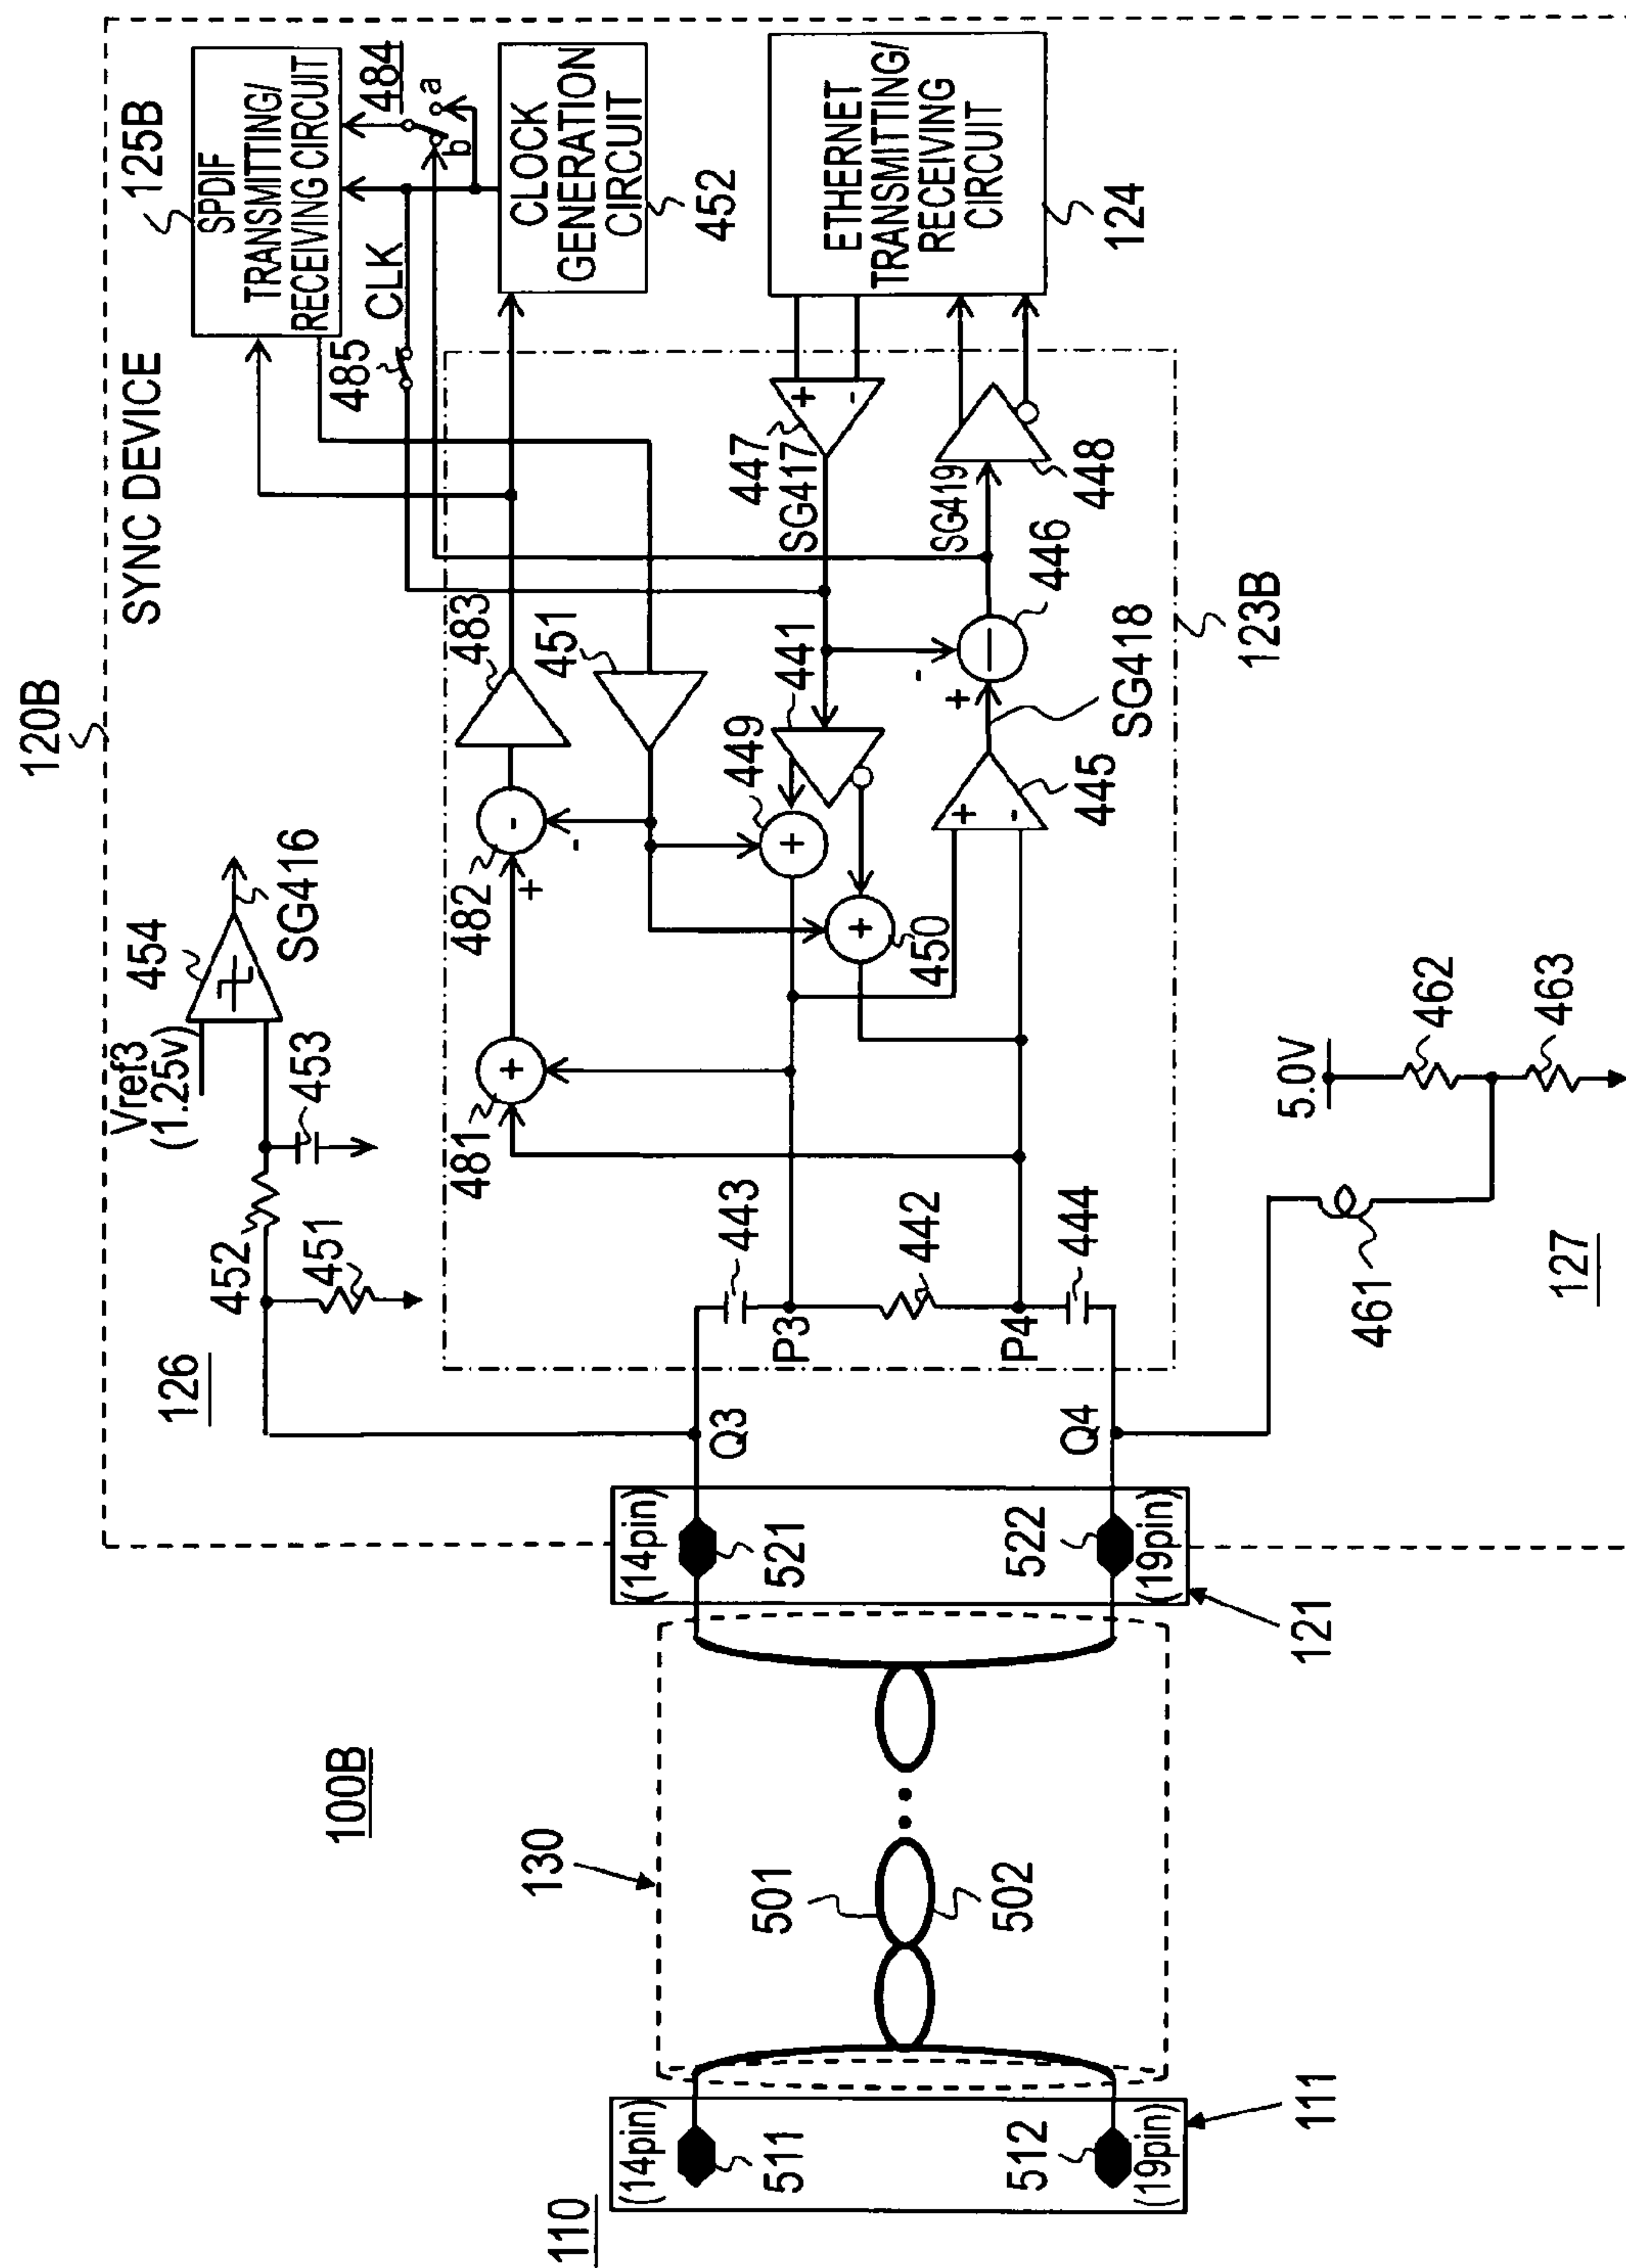 120B
SYNC DEVICE
125B
SPDIF
TRANSMITTING/
RECEIVING CIRCUIT
484
a
b
CLK
485
CLOCK
GENERATION
CIRCUIT
452
ETHERNET
TRANSMITTING/
RECEIVING
CIRCUIT
124
454
SG416
Vref3
(1.25v)
453
452
451
126
483
451
482
+
-
-
481
+
449
+
441
447
+
-
SG417
SG419
448
446
-
+
SG418
445
+
-
450
+
123B
443
P3
442
P4
444
Q3
Q4
5.0V
462
463
461
127
(14pin)
521
522
(19pin)
121
100B
130
501
502
(14pin)
511
512
(19pin)
111
110